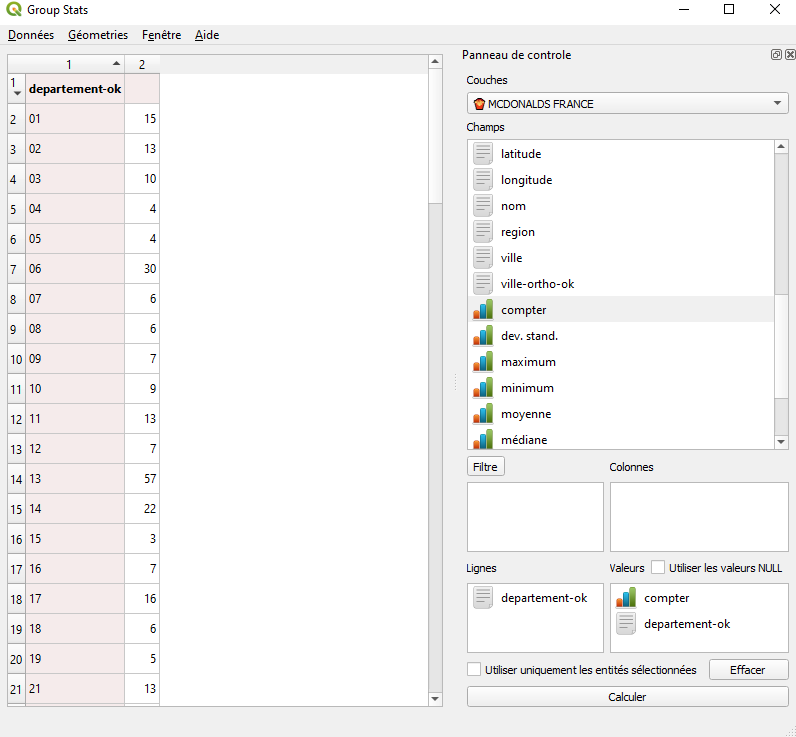 Group Stats
Données Géometries Fenêtre Aide
1 2
1 departement-ok
2 01 15
3 02 13
4 03 10
5 04 4
6 05 4
7 06 30
8 07 6
9 08 6
10 09 7
11 10 9
12 11 13
13 12 7
14 13 57
15 14 22
16 15 3
17 16 7
18 17 16
19 18 6
20 19 5
21 21 13
Panneau de controle
Couches
MCDONALDS FRANCE
Champs
latitude
longitude
nom
region
ville
ville-ortho-ok
compter
dev. stand.
maximum
minimum
moyenne
médiane
Filtre Colonnes
Lignes Valeurs Utiliser les valeurs NULL
departement-ok compter
departement-ok
Utiliser uniquement les entités sélectionnées Effacer
Calculer